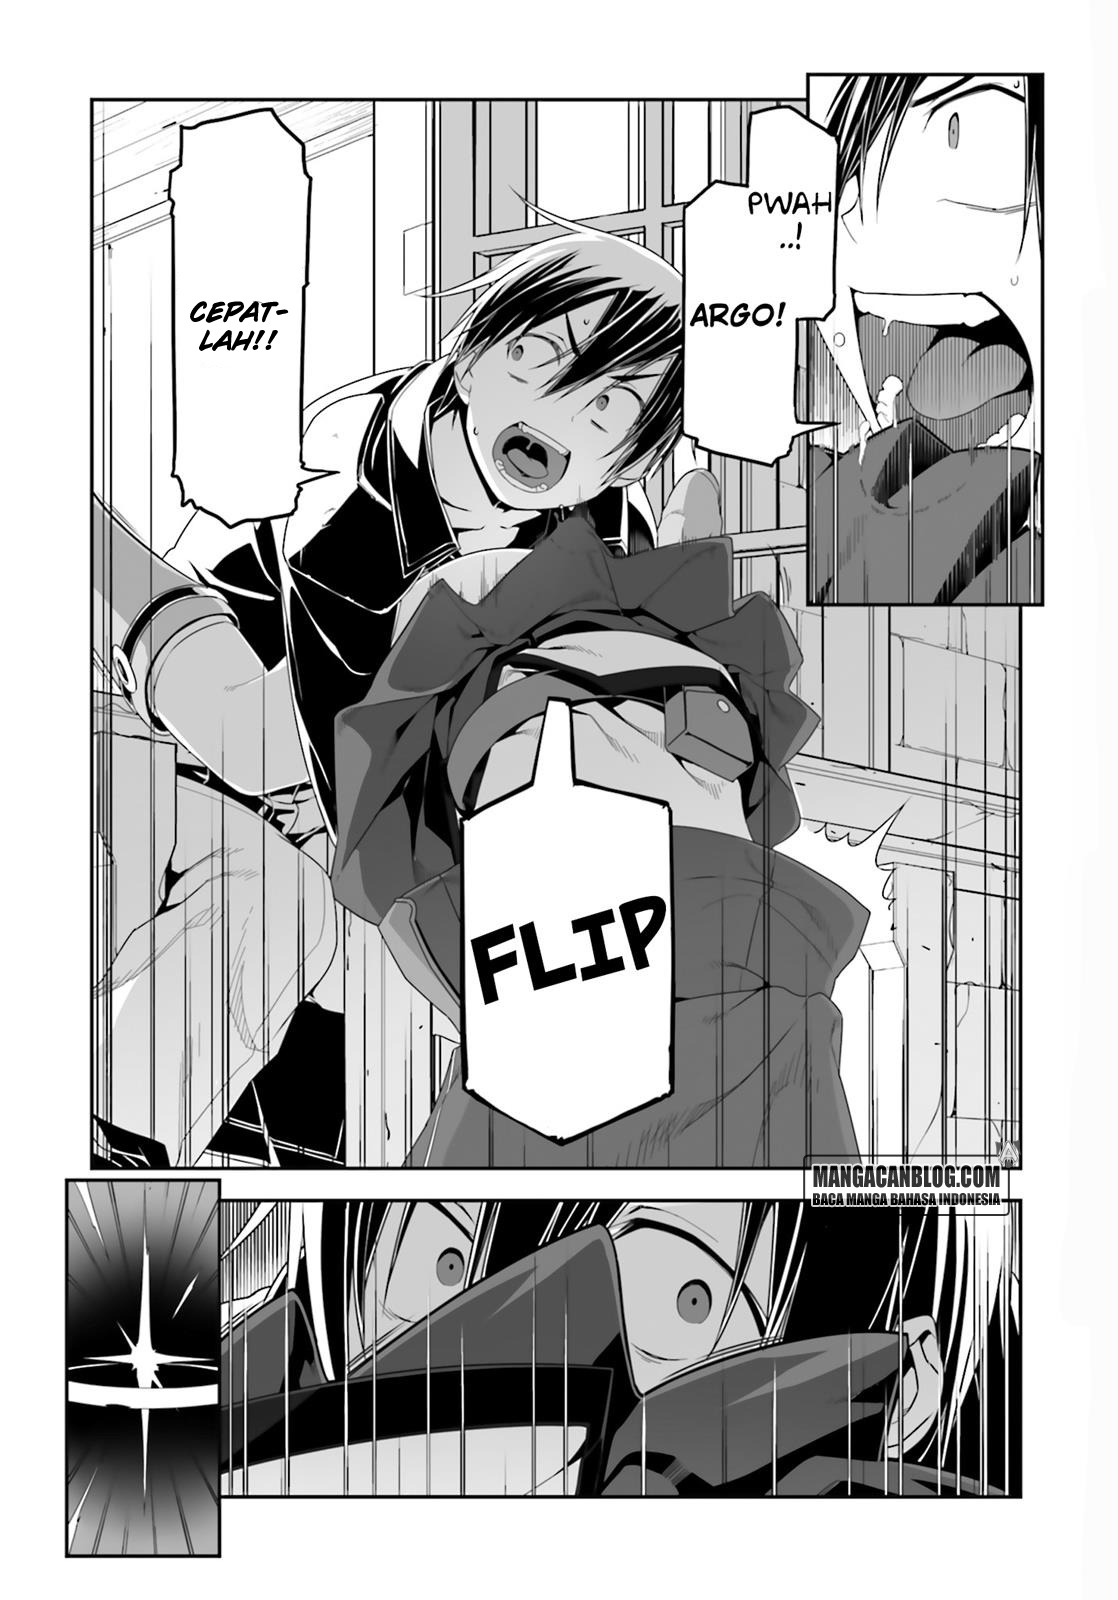 PWAH
..!
ARGO!
CEPAT-
LAH!!
FLIP
MANGACANBLOG.COM
BACA MANGA BAHASA INDONESIA